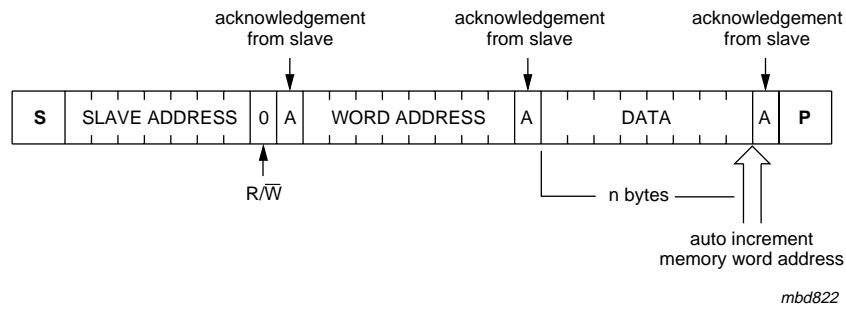 acknowledgement
from slave
acknowledgement
from slave
acknowledgement
from slave
S SLAVE ADDRESS 0 A WORD ADDRESS A DATA A P
R/W̅
n bytes
auto increment
memory word address
mbd822